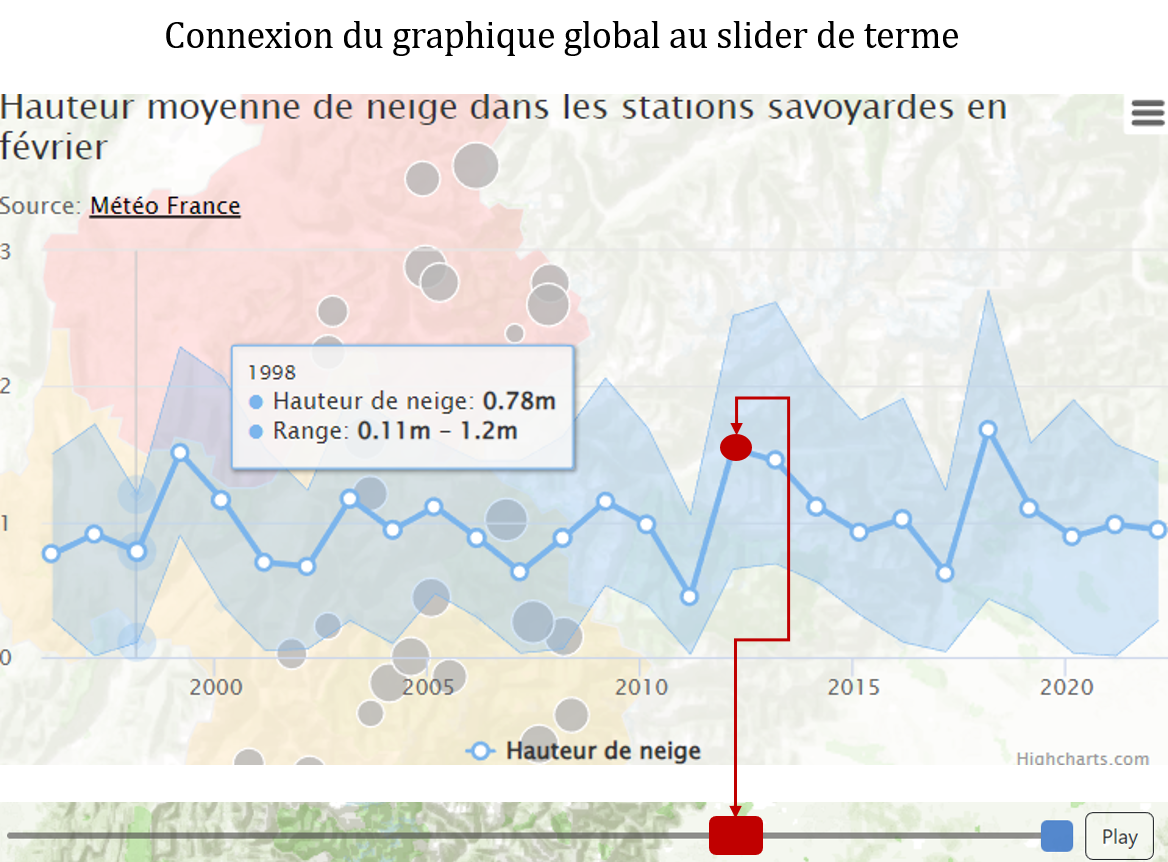 Connexion du graphique global au slider de terme
Hauteur moyenne de neige dans les stations savoyardes en
février
Source: Météo France
3
2
1998
Hauteur de neige: 0.78m
Range: 0.11m – 1.2m
1
0
2000 2005 2010 2015 2020
Hauteur de neige
Highcharts.com
Play